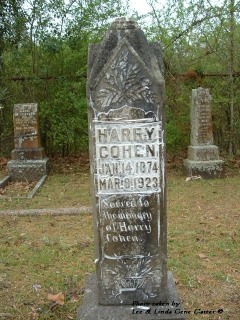 HARRY
COHEN
JAN.14 1874
MAR.9.1923
Sacred to
the memory
of Harry
Cohen.
Photo taken by
Lee & Linda Gene Carter ©